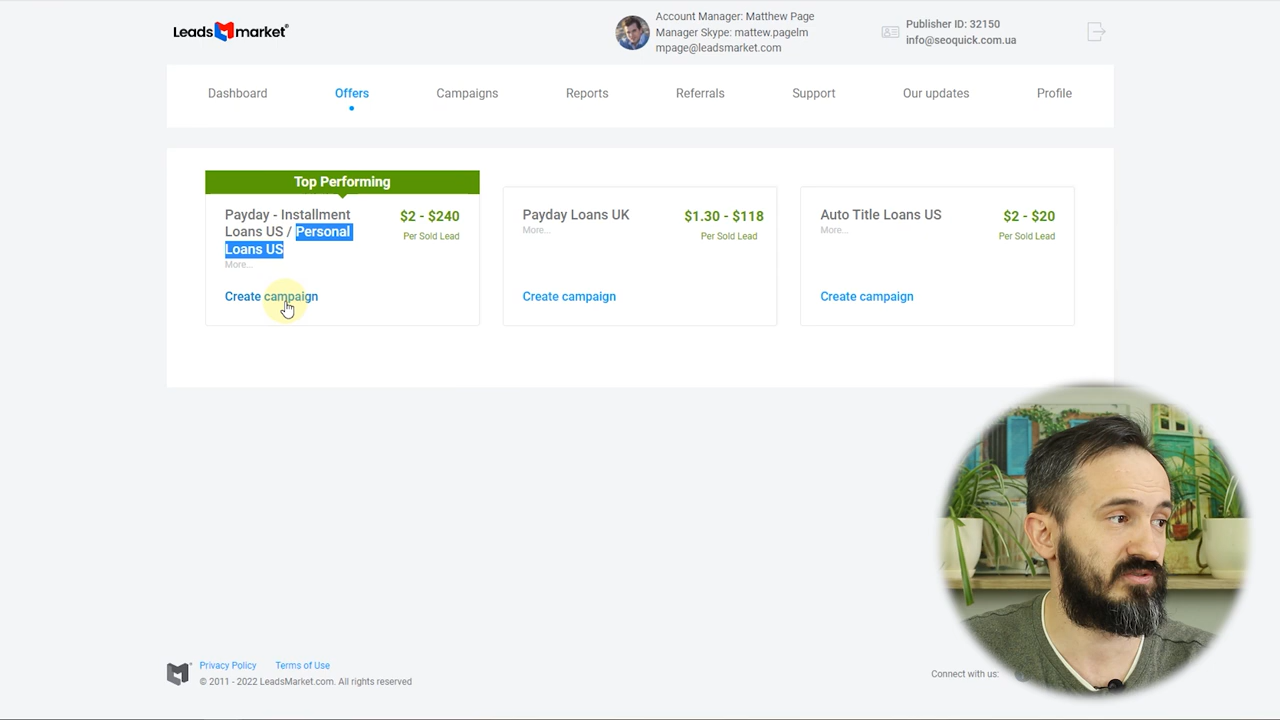 Leads market
Account Manager: Matthew Page
Manager Skype: mattew.pagelm
mpage@leadsmarket.com
Publisher ID: 32150
info@seoquick.com.ua
Dashboard
Offers
Campaigns
Reports
Referrals
Support
Our updates
Profile
Top Performing
Payday - Installment
Loans US / Personal
Loans US
More...
$2 - $240
Per Sold Lead
Create campaign
Payday Loans UK
More...
$1.30 - $118
Per Sold Lead
Create campaign
Auto Title Loans US
More...
$2 - $20
Per Sold Lead
Create campaign
Privacy Policy
Terms of Use
© 2011 - 2022 LeadsMarket.com. All rights reserved
Connect with us: